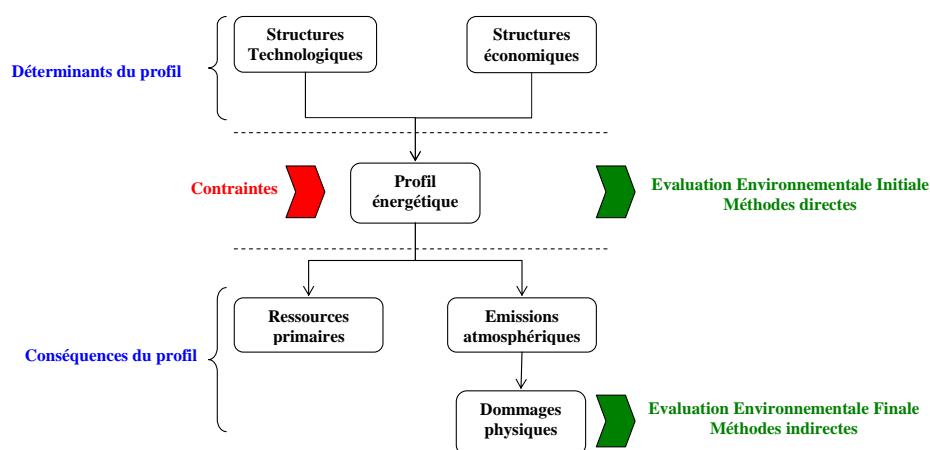 Structures
Technologiques
Structures
économiques
Déterminants du profil
Contraintes
Profil
énergétique
Evaluation Environnementale Initiale
Méthodes directes
Ressources
primaires
Emissions
atmosphériques
Conséquences du profil
Dommages
physiques
Evaluation Environnementale Finale
Méthodes indirectes